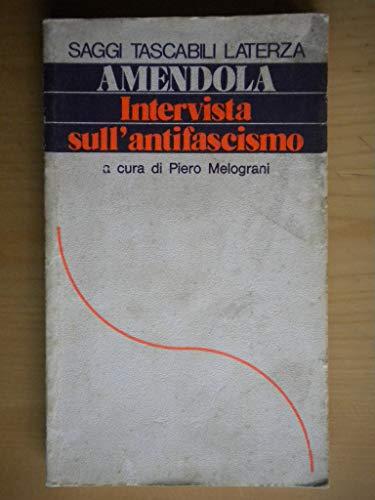 SAGGI TASCABILI LATERZA
AMENDOLA
Intervista
sull'antifascismo
a cura di Piero Melograni